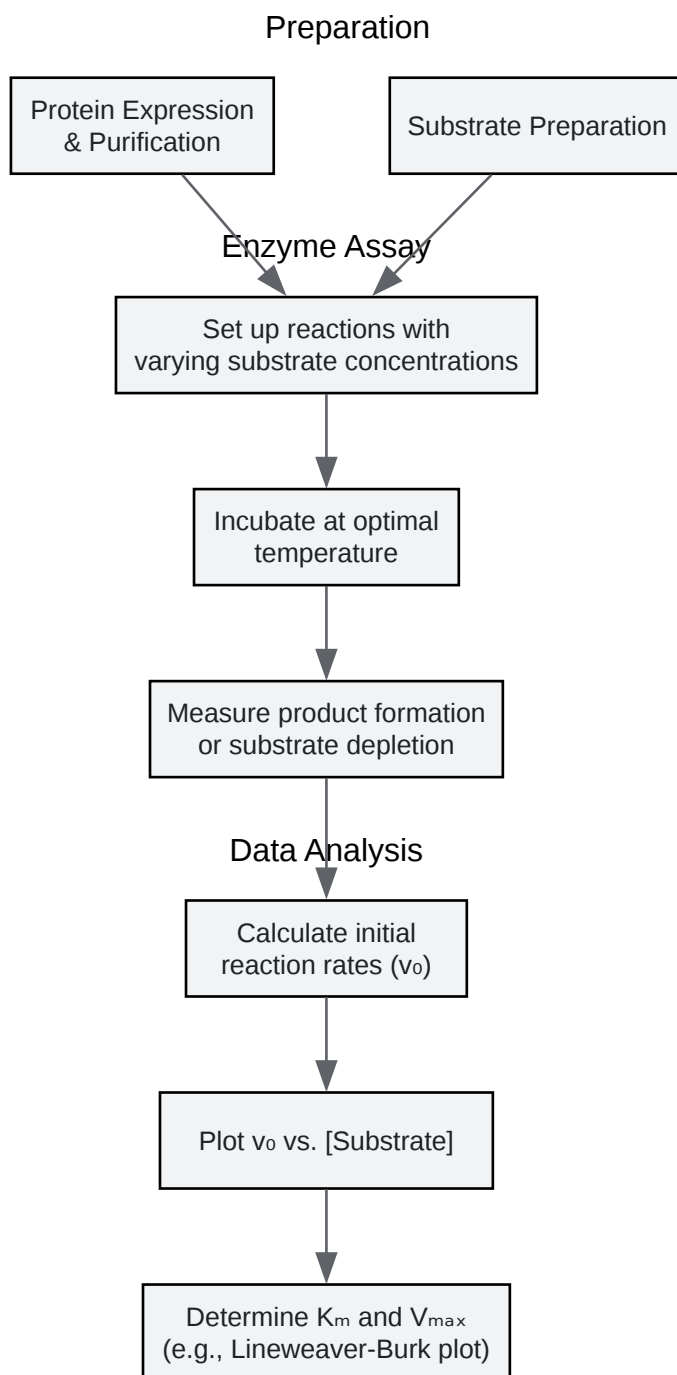 Preparation
Protein Expression
& Purification
Substrate Preparation
Enzyme Assay
Set up reactions with
varying substrate concentrations
Incubate at optimal
temperature
Measure product formation
or substrate depletion
Data Analysis
Calculate initial
reaction rates (v₀)
Plot v₀ vs. [Substrate]
Determine Kₘ and Vₘₐₓ
(e.g., Lineweaver-Burk plot)